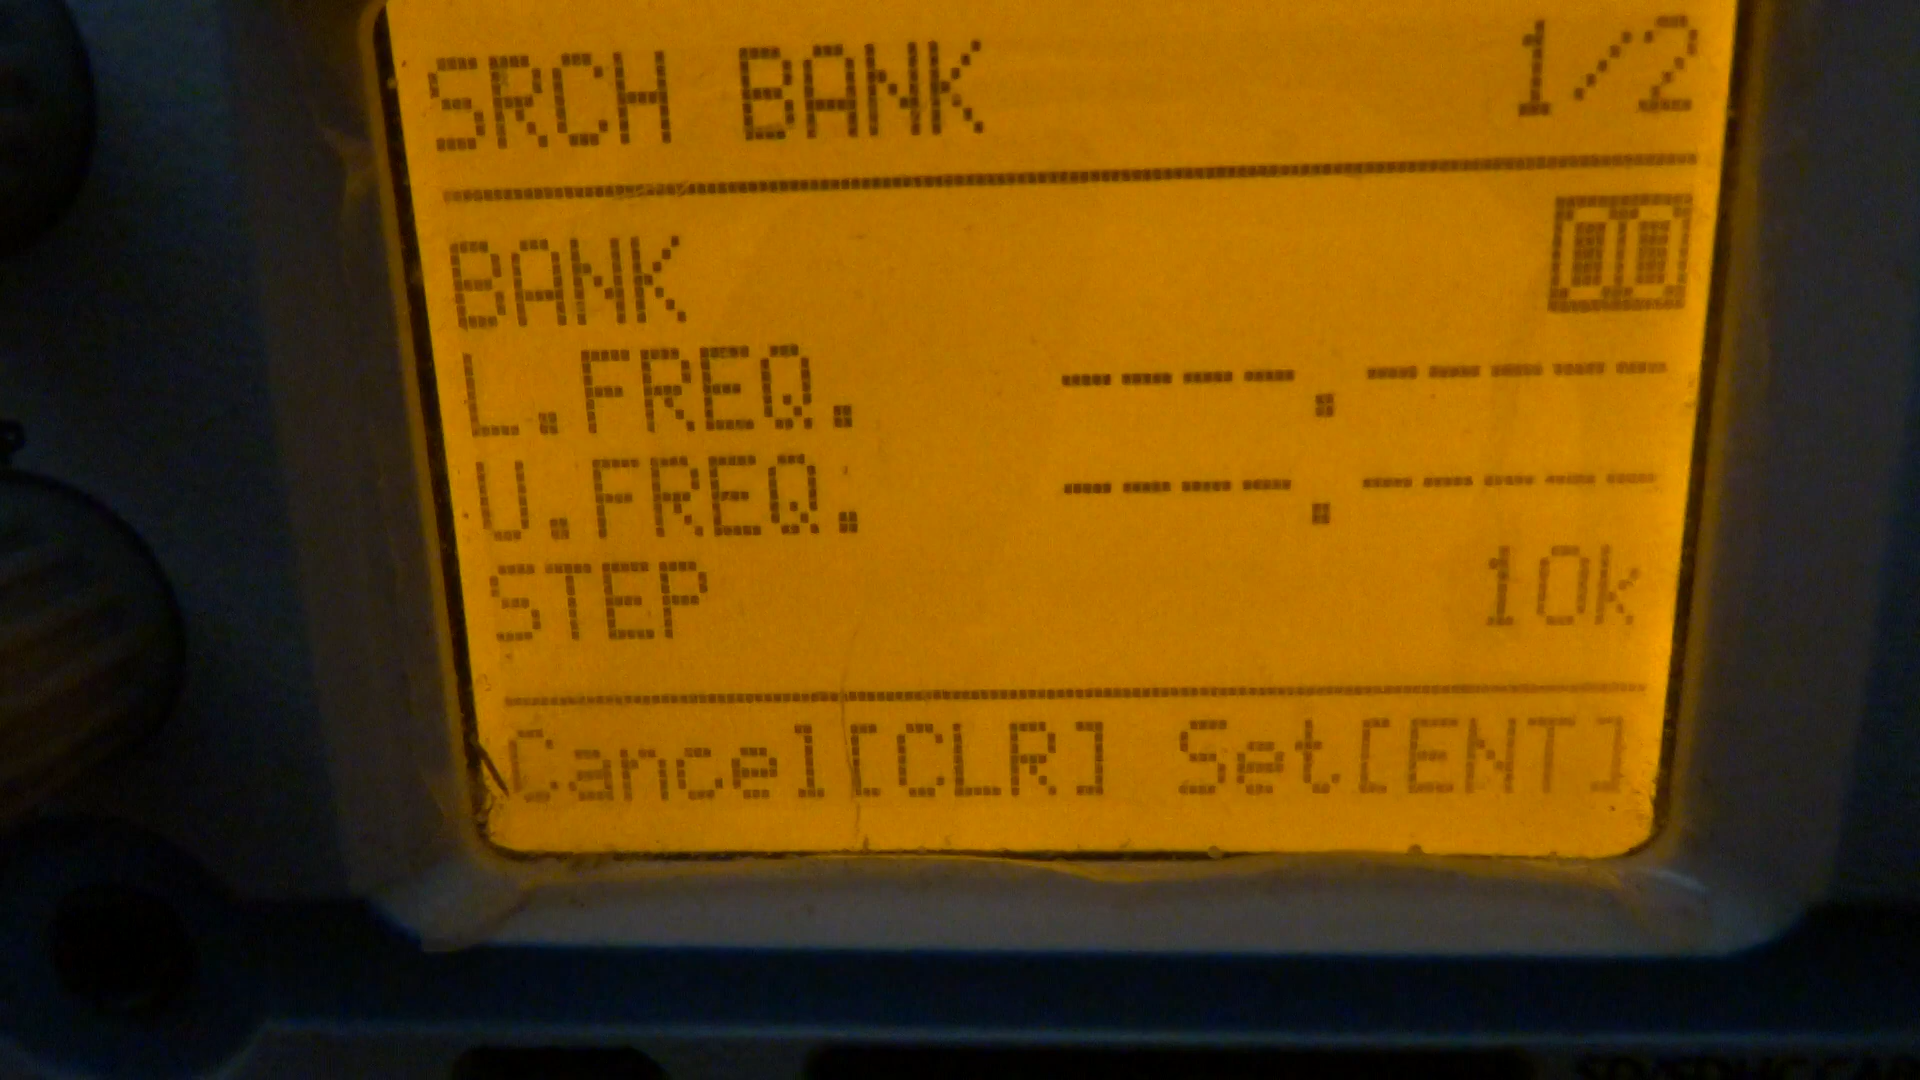 SRCH BANK 1/2
BANK 00
L.FREQ. ----.-----
U.FREQ. ----.-----
STEP 10k
Cancel[CLR] Set[ENT]